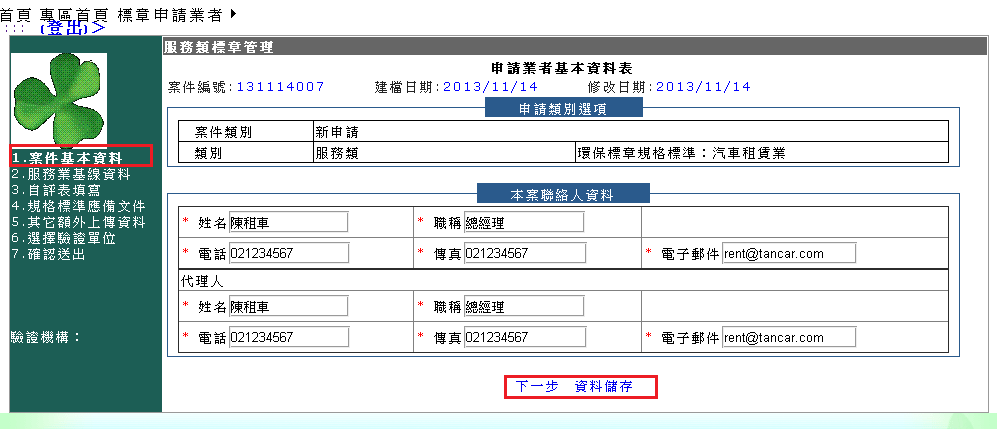 首頁 專區首頁 標章申請業者
::: (登出)>
1.案件基本資料
2.服務業基線資料
3.自評表填寫
4.規格標準應備文件
5.其它額外上傳資料
6.選擇驗證單位
7.確認送出
驗證機構：
服務類標章管理
申請業者基本資料表
案件編號:131114007 建檔日期:2013/11/14 修改日期:2013/11/14
申請類別選項
案件類別 新申請
類別 服務類 環保標章規格標準：汽車租賃業
本案聯絡人資料
* 姓名 陳租車 * 職稱 總經理
* 電話 021234567 * 傳真 021234567 * 電子郵件 rent@tancar.com
代理人
* 姓名 陳租車 * 職稱 總經理
* 電話 021234567 * 傳真 021234567 * 電子郵件 rent@tancar.com
下一步 資料儲存